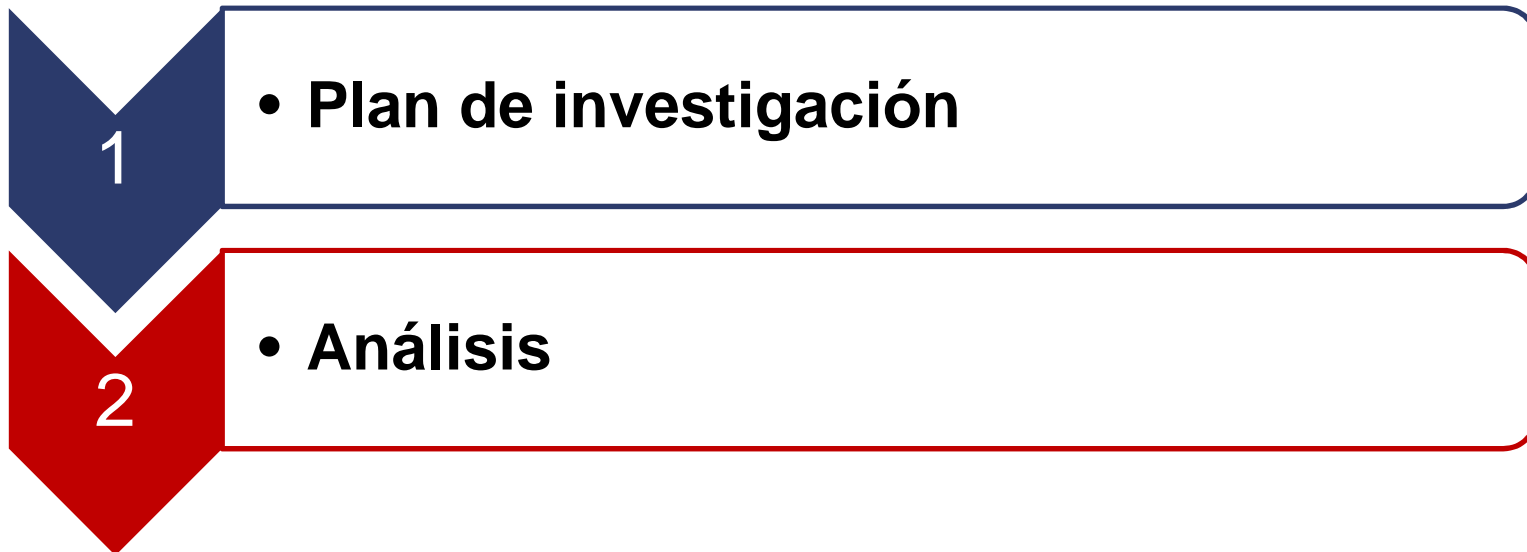 1
• Plan de investigación
2
• Análisis